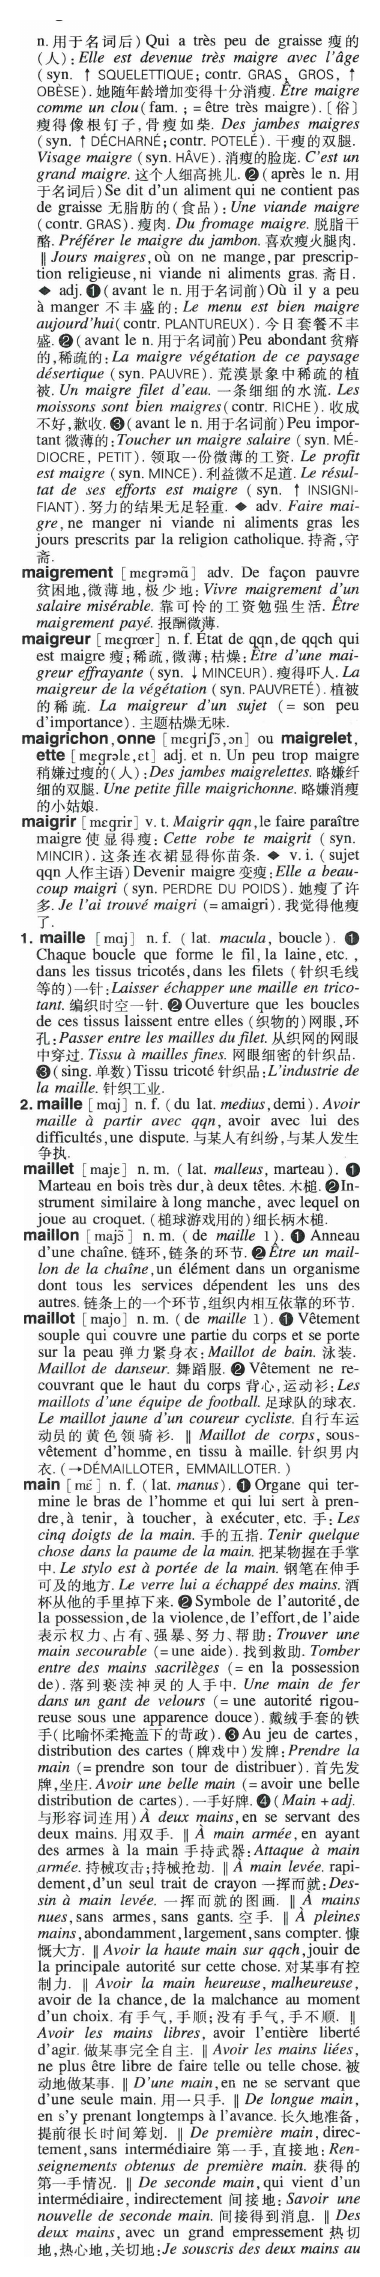 n. 用于名词后) Qui a très peu de graisse 瘦的
(人): Elle est devenue très maigre avec l'âge
(syn. ↑ SQUELETTIQUE; contr. GRAS, GROS, ↑
OBÈSE). 她随年龄增加变得十分消瘦. Être maigre
comme un clou (fam. ; = être très maigre). 〔俗〕
瘦得像根钉子,骨瘦如柴. Des jambes maigres
(syn. ↑ DÉCHARNÉ; contr. POTELÉ). 干瘦的双腿.
Visage maigre (syn. HÂVE). 消瘦的脸庞. C'est un
grand maigre. 这个人细高挑儿. ❷ (après le n. 用
于名词后) Se dit d'un aliment qui ne contient pas
de graisse 无脂肪的(食品): Une viande maigre
(contr. GRAS). 瘦肉. Du fromage maigre. 脱脂干
酪. Préférer le maigre du jambon. 喜欢瘦火腿肉.
‖ Jours maigres, où on ne mange, par prescrip-
tion religieuse, ni viande ni aliments gras. 斋日.
◆ adj. ❶ (avant le n. 用于名词前) Où il y a peu
à manger 不丰盛的: Le menu est bien maigre
aujourd'hui (contr. PLANTUREUX). 今日套餐不丰
盛. ❷ (avant le n. 用于名词前) Peu abondant 贫瘠
的,稀疏的: La maigre végétation de ce paysage
désertique (syn. PAUVRE). 荒漠景象中稀疏的植
被. Un maigre filet d'eau. 一条细细的水流. Les
moissons sont bien maigres (contr. RICHE). 收成
不好,歉收. ❸ (avant le n. 用于名词前) Peu impor-
tant 微薄的: Toucher un maigre salaire (syn. MÉ-
DIOCRE, PETIT). 领取一份微薄的工资. Le profit
est maigre (syn. MINCE). 利益微不足道. Le résul-
tat de ses efforts est maigre (syn. ↑ INSIGNI-
FIANT). 努力的结果无足轻重. ◆ adv. Faire mai-
gre, ne manger ni viande ni aliments gras les
jours prescrits par la religion catholique. 持斋,守
斋.
maigrement [mɛgrəmɑ̃] adv. De façon pauvre
贫困地,微薄地,极少地: Vivre maigrement d'un
salaire misérable. 靠可怜的工资勉强生活. Être
maigrement payé. 报酬微薄.
maigreur [mɛgrœr] n. f. État de qqn, de qqch qui
est maigre 瘦;稀疏,微薄;枯燥: Être d'une mai-
greur effrayante (syn. ↓ MINCEUR). 瘦得吓人. La
maigreur de la végétation (syn. PAUVRETÉ). 植被
的稀疏. La maigreur d'un sujet (= son peu
d'importance). 主题枯燥无味.
maigrichon, onne [mɛgriʃɔ̃, ɔn] ou maigrelet,
ette [mɛgrəlɛ, ɛt] adj. et n. Un peu trop maigre
稍嫌过瘦的(人): Des jambes maigrelettes. 略嫌纤
细的双腿. Une petite fille maigrichonne. 略嫌消瘦
的小姑娘.
maigrir [mɛgrir] v. t. Maigrir qqn, le faire paraître
maigre 使显得瘦: Cette robe te maigrit (syn.
MINCIR). 这条连衣裙显得你苗条. ◆ v. i. (sujet
qqn 人作主语) Devenir maigre 变瘦: Elle a beau-
coup maigri (syn. PERDRE DU POIDS). 她瘦了许
多. Je l'ai trouvé maigri (= amaigri). 我觉得他瘦
了.
1. maille [maj] n. f. (lat. macula, boucle). ❶
Chaque boucle que forme le fil, la laine, etc.,
dans les tissus tricotés, dans les filets (针织毛线
等的)一针: Laisser échapper une maille en trico-
tant. 编织时空一针. ❷ Ouverture que les boucles
de ces tissus laissent entre elles (织物的)网眼,环
孔: Passer entre les mailles du filet. 从织网的网眼
中穿过. Tissu à mailles fines. 网眼细密的针织品.
❸ (sing. 单数) Tissu tricoté 针织品: L'industrie de
la maille. 针织工业.
2. maille [maj] n. f. (du lat. medius, demi). Avoir
maille à partir avec qqn, avoir avec lui des
difficultés, une dispute. 与某人有纠纷,与某人发生
争执.
maillet [majɛ] n. m. (lat. malleus, marteau). ❶
Marteau en bois très dur, à deux têtes. 木槌. ❷ In-
strument similaire à long manche, avec lequel on
joue au croquet. (槌球游戏用的)细长柄木槌.
maillon [majɔ̃] n. m. (de maille 1). ❶ Anneau
d'une chaîne. 链环,链条的环节. ❷ Être un mail-
lon de la chaîne, un élément dans un organisme
dont tous les services dépendent les uns des
autres. 链条上的一个环节,组织内相互依靠的环节.
maillot [majo] n. m. (de maille 1). ❶ Vêtement
souple qui couvre une partie du corps et se porte
sur la peau 弹力紧身衣: Maillot de bain. 泳装.
Maillot de danseur. 舞蹈服. ❷ Vêtement ne re-
couvrant que le haut du corps 背心,运动衫: Les
maillots d'une équipe de football. 足球队的球衣.
Le maillot jaune d'un coureur cycliste. 自行车运
动员的黄色领骑衫. ‖ Maillot de corps, sous-
vêtement d'homme, en tissu à maille. 针织男内
衣. (→DÉMAILLOTER, EMMAILLOTER.)
main [mɛ̃] n. f. (lat. manus). ❶ Organe qui ter-
mine le bras de l'homme et qui lui sert à pren-
dre, à tenir, à toucher, à exécuter, etc. 手: Les
cinq doigts de la main. 手的五指. Tenir quelque
chose dans la paume de la main. 把某物握在手掌
中. Le stylo est à portée de la main. 钢笔在伸手
可及的地方. Le verre lui a échappé des mains. 酒
杯从他的手里掉下来. ❷ Symbole de l'autorité, de
la possession, de la violence, de l'effort, de l'aide
表示权力、占有、强暴、努力、帮助: Trouver une
main secourable (= une aide). 找到救助. Tomber
entre des mains sacrilèges (= en la possession
de). 落到亵渎神灵的人手中. Une main de fer
dans un gant de velours (= une autorité rigou-
reuse sous une apparence douce). 戴绒手套的铁
手(比喻怀柔掩盖下的苛政). ❸ Au jeu de cartes,
distribution des cartes (牌戏中)发牌: Prendre la
main (= prendre son tour de distribuer). 首先发
牌,坐庄. Avoir une belle main (= avoir une belle
distribution de cartes). 一手好牌. ❹ (Main + adj.
与形容词连用) À deux mains, en se servant des
deux mains. 用双手. ‖ À main armée, en ayant
des armes à la main 手持武器: Attaque à main
armée. 持械攻击;持械抢劫. ‖ À main levée. rapi-
dement, d'un seul trait de crayon 一挥而就: Des-
sin à main levée. 一挥而就的图画. ‖ À mains
nues, sans armes, sans gants. 空手. ‖ À pleines
mains, abondamment, largement, sans compter. 慷
慨大方. ‖ Avoir la haute main sur qqch, jouir de
la principale autorité sur cette chose. 对某事有控
制力. ‖ Avoir la main heureuse, malheureuse,
avoir de la chance, de la malchance au moment
d'un choix. 有手气,手顺;没有手气,手不顺. ‖
Avoir les mains libres, avoir l'entière liberté
d'agir. 做某事完全自主. ‖ Avoir les mains liées,
ne plus être libre de faire telle ou telle chose. 被
动地做某事. ‖ D'une main, en ne se servant que
d'une seule main. 用一只手. ‖ De longue main,
en s'y prenant longtemps à l'avance. 长久地准备,
提前很长时间筹划. ‖ De première main, direc-
tement, sans intermédiaire 第一手,直接地: Ren-
seignements obtenus de première main. 获得的
第一手情况. ‖ De seconde main, qui vient d'un
intermédiaire, indirectement 间接地: Savoir une
nouvelle de seconde main. 间接得到消息. ‖ Des
deux mains, avec un grand empressement 热切
地,热心地,关切地: Je souscris des deux mains au